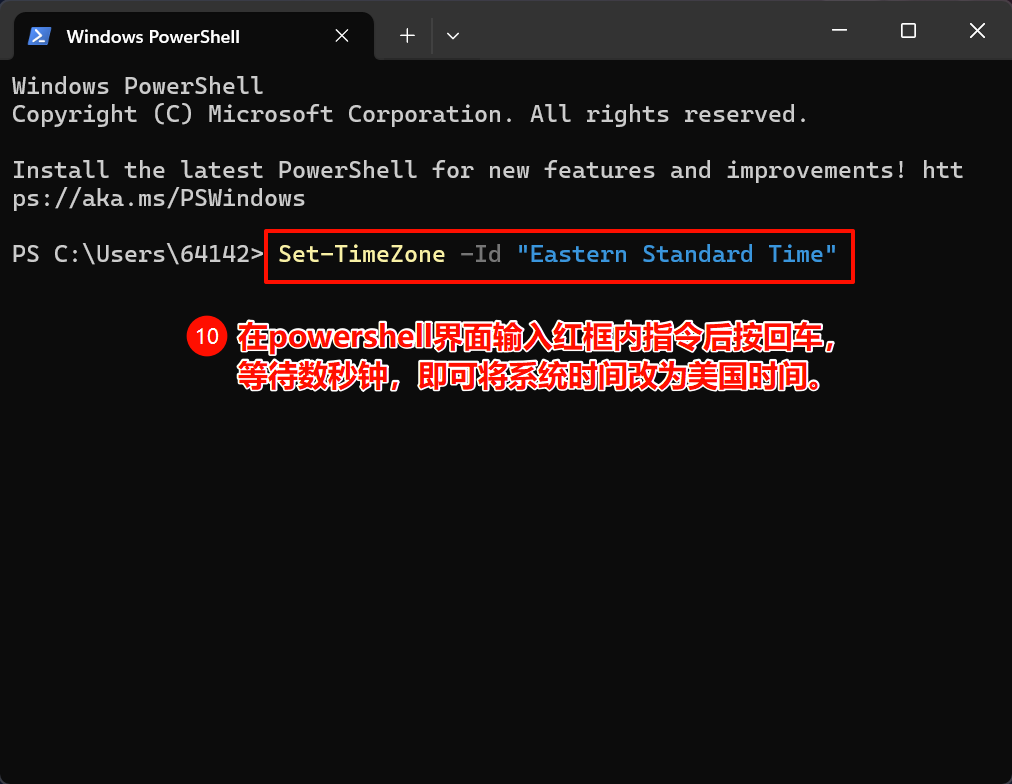 Windows PowerShell
Windows PowerShell
Copyright (C) Microsoft Corporation. All rights reserved.
Install the latest PowerShell for new features and improvements! htt
ps://aka.ms/PSWindows
PS C:\Users\64142> Set-TimeZone -Id "Eastern Standard Time"
10 在powershell界面输入红框内指令后按回车，
等待数秒钟，即可将系统时间改为美国时间。